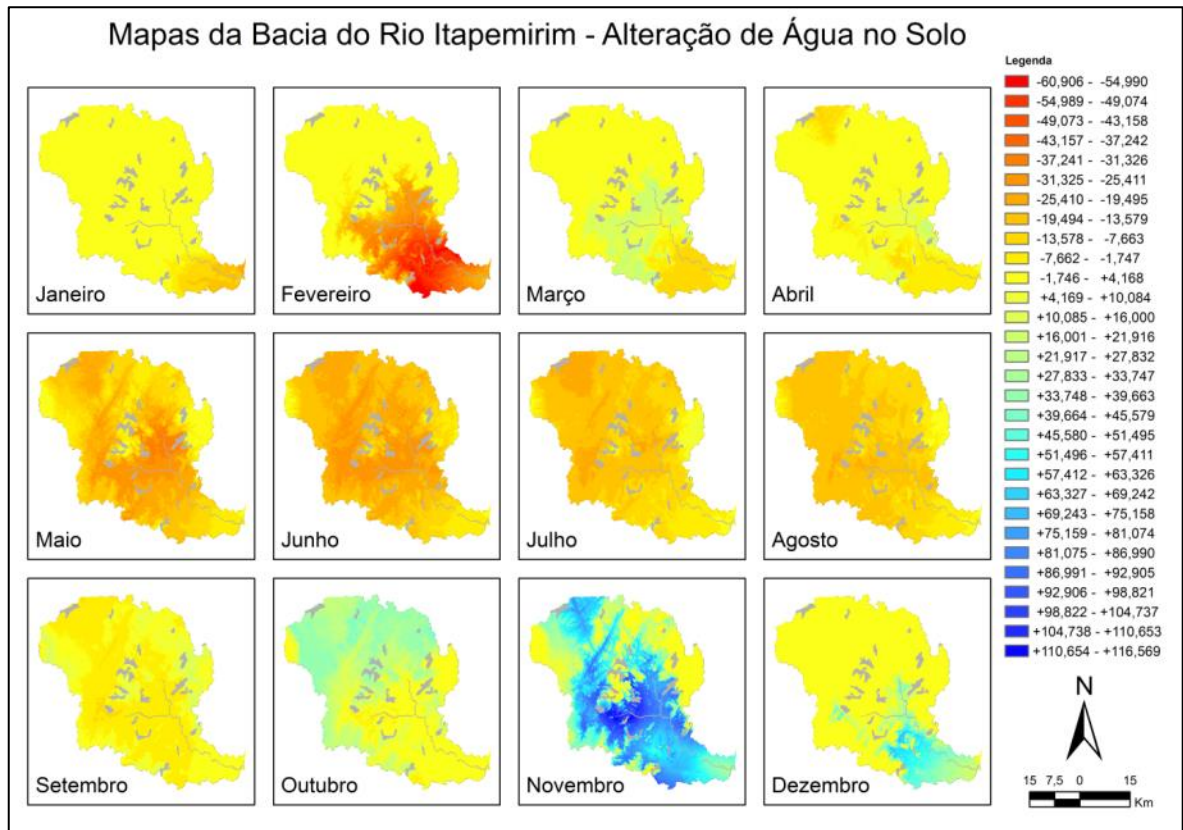 Mapas da Bacia do Rio Itapemirim - Alteração de Água no Solo
Janeiro
Fevereiro
Março
Abril
Maio
Junho
Julho
Agosto
Setembro
Outubro
Novembro
Dezembro
Legenda
-60,906 - -54,990
-54,989 - -49,074
-49,073 - -43,158
-43,157 - -37,242
-37,241 - -31,326
-31,325 - -25,411
-25,410 - -19,495
-19,494 - -13,579
-13,578 - -7,663
-7,662 - -1,747
-1,746 - +4,168
+4,169 - +10,084
+10,085 - +16,000
+16,001 - +21,916
+21,917 - +27,832
+27,833 - +33,747
+33,748 - +39,663
+39,664 - +45,579
+45,580 - +51,495
+51,496 - +57,411
+57,412 - +63,326
+63,327 - +69,242
+69,243 - +75,158
+75,159 - +81,074
+81,075 - +86,990
+86,991 - +92,905
+92,906 - +98,821
+98,822 - +104,737
+104,738 - +110,653
+110,654 - +116,569
N
15 7,5 0 15
Km